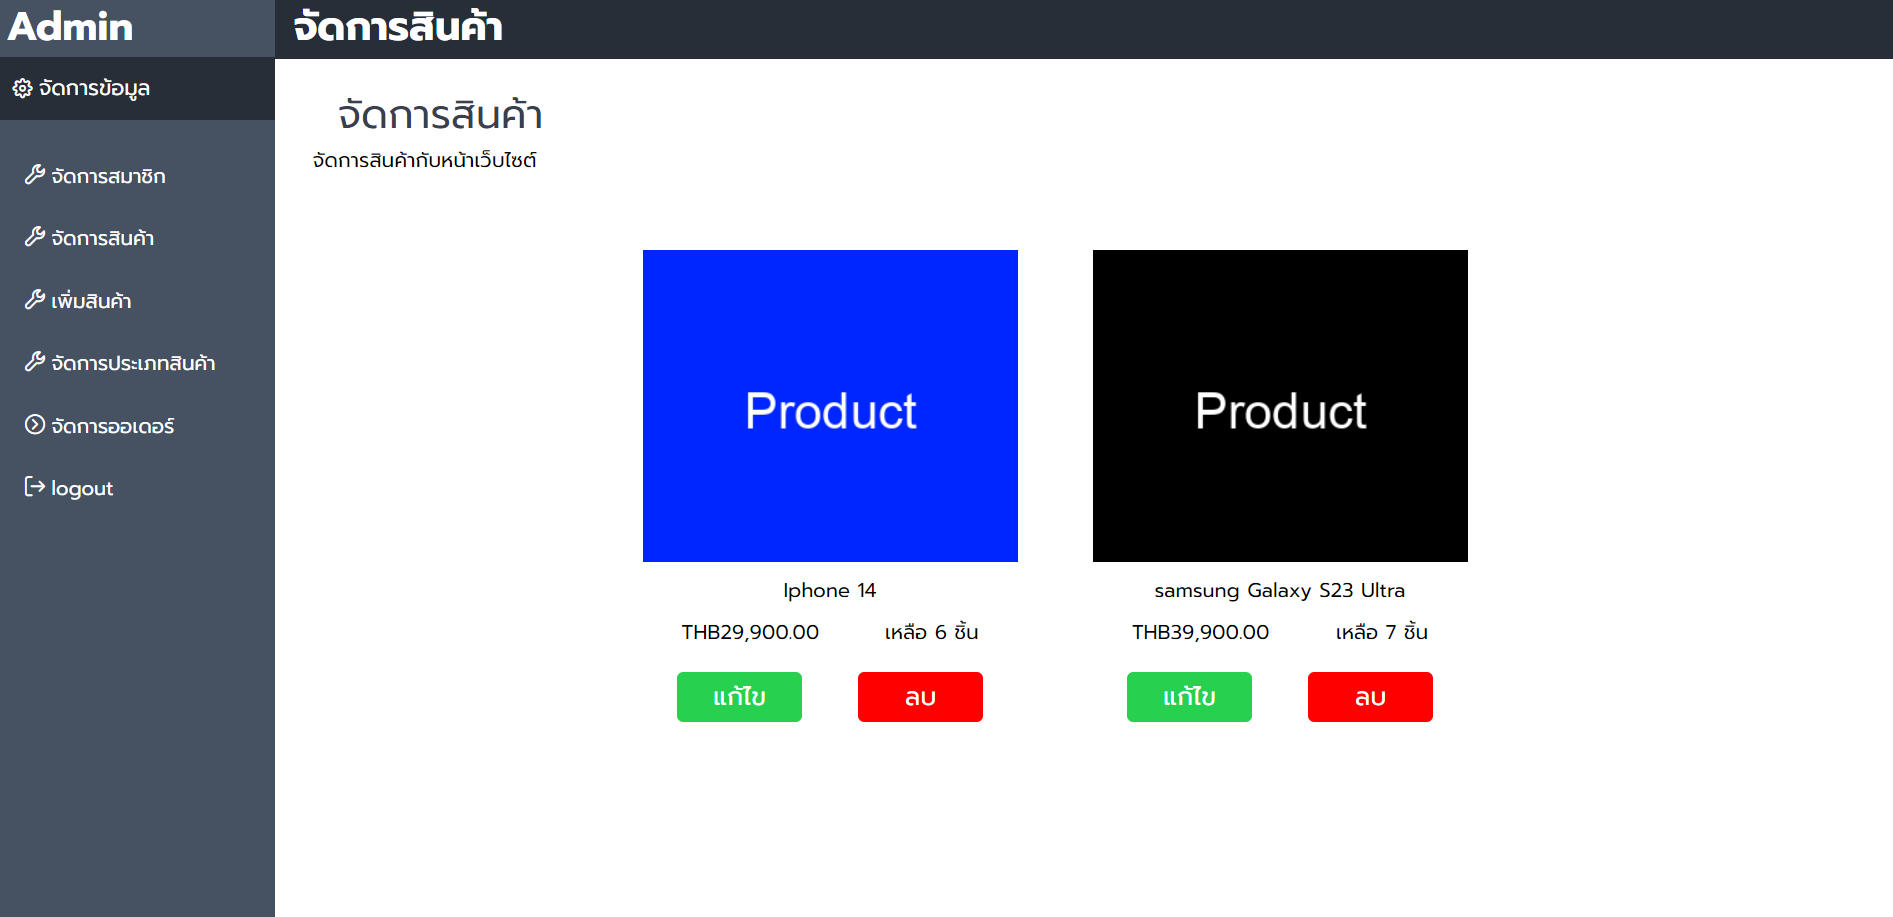 Admin
จัดการข้อมูล
จัดการสมาชิก
จัดการสินค้า
เพิ่มสินค้า
จัดการประเภทสินค้า
จัดการออเดอร์
logout
จัดการสินค้า
จัดการสินค้า
จัดการสินค้ากับหน้าเว็บไซต์
Product
Iphone 14
THB29,900.00 เหลือ 6 ชิ้น
แก้ไข ลบ
Product
samsung Galaxy S23 Ultra
THB39,900.00 เหลือ 7 ชิ้น
แก้ไข ลบ